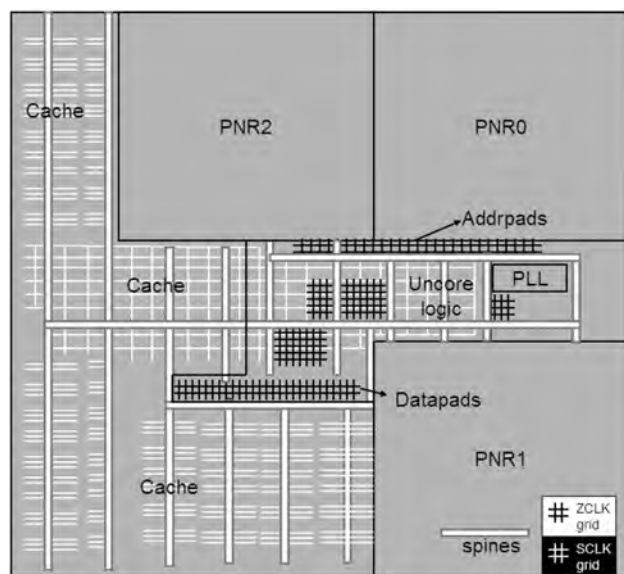 Cache
PNR2
PNR0
Addrpads
Cache
Uncore
logic
PLL
Datapads
Cache
PNR1
spines
ZCLK
grid
SCLK
grid